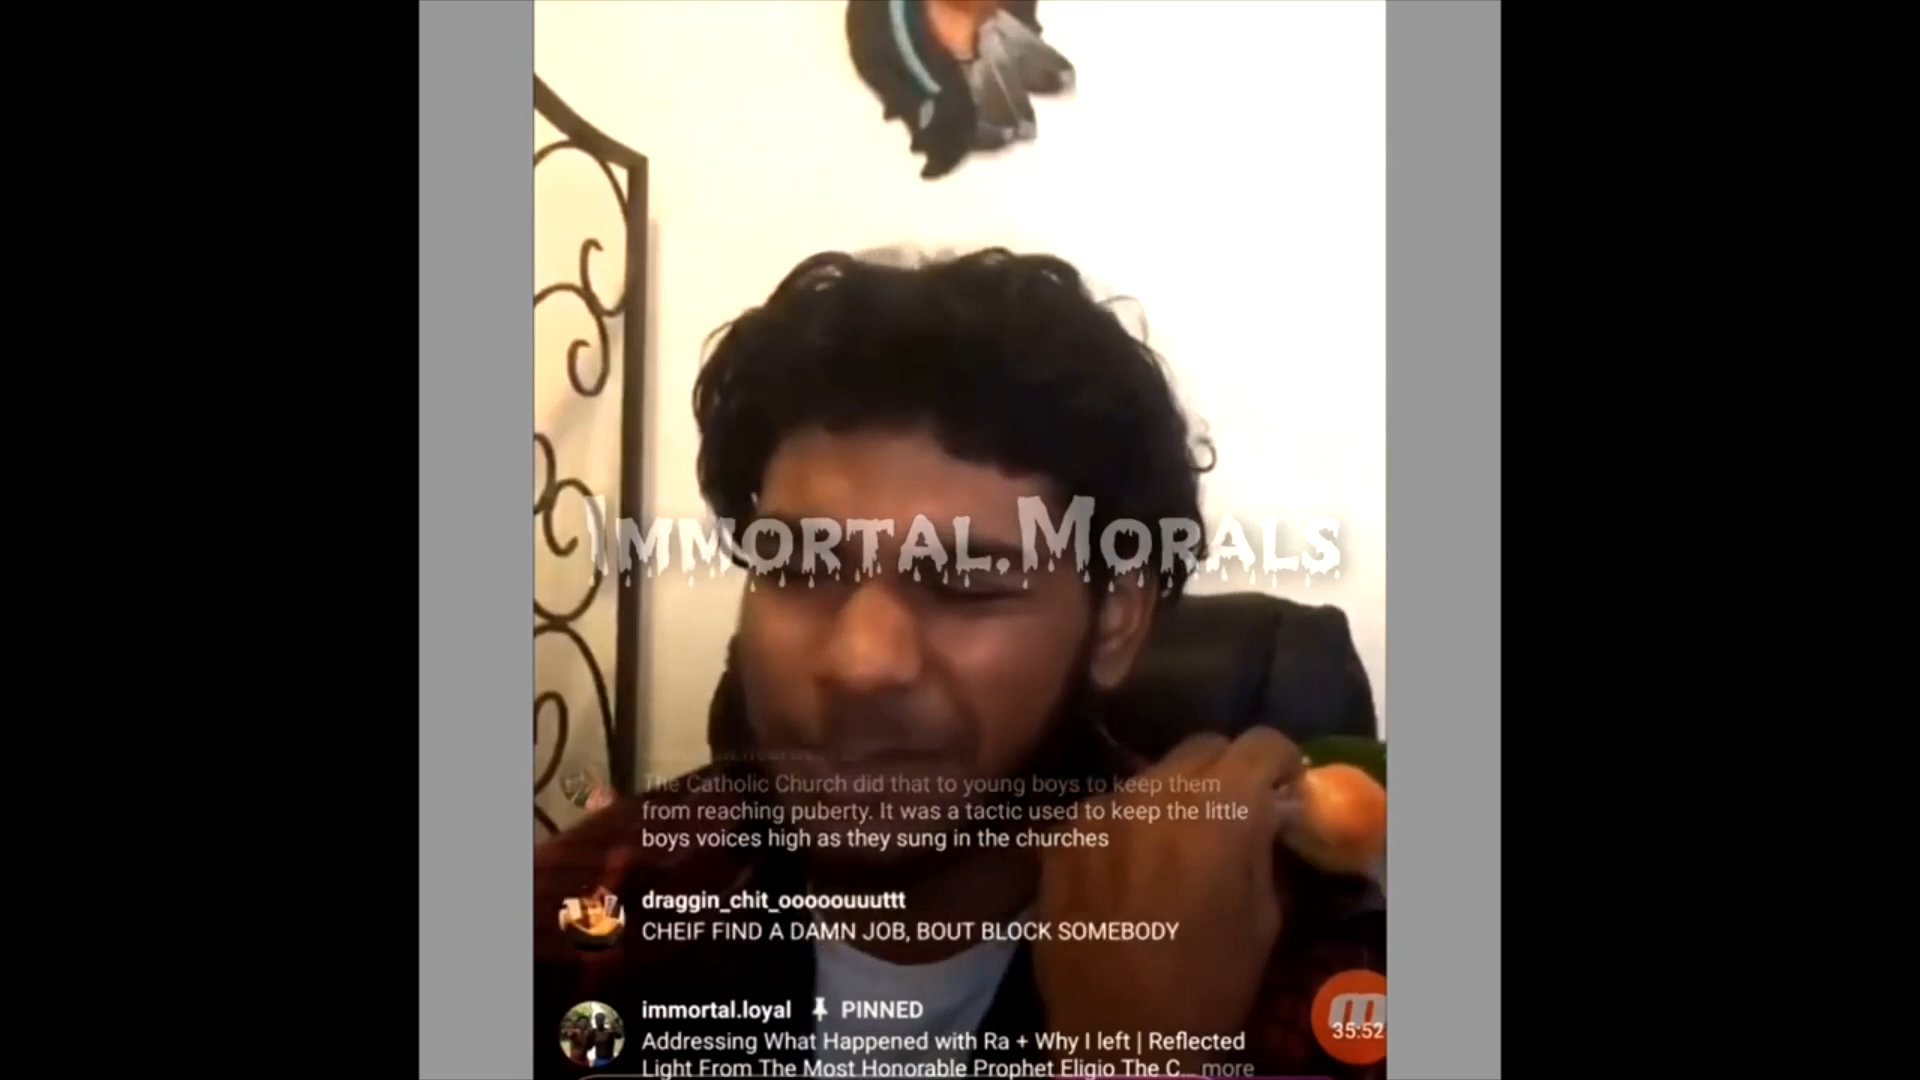 Immortal.Morals
The Catholic Church did that to young boys to keep them
from reaching puberty. It was a tactic used to keep the little
boys voices high as they sung in the churches
draggin_chit_ooooouuuttt
CHEIF FIND A DAMN JOB, BOUT BLOCK SOMEBODY
immortal.loyal PINNED
Addressing What Happened with Ra + Why I left | Reflected
Light From The Most Honorable Prophet Eligio The C... more
35:52